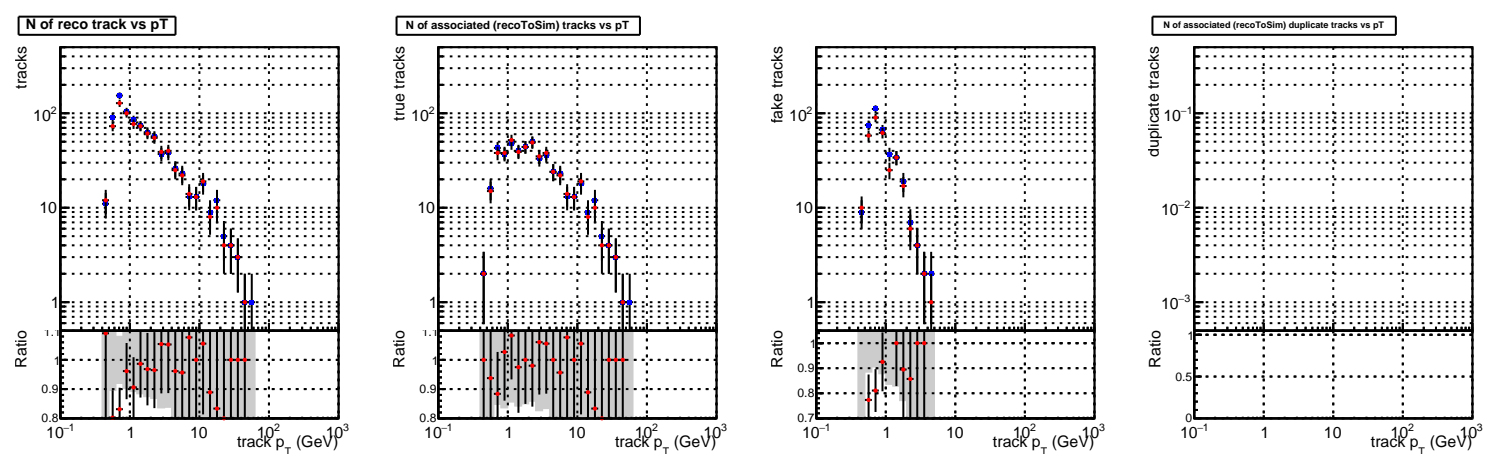 N of reco track vs pT
tracks
10²
10
1
Ratio
1.1
1
0.9
0.8
10⁻¹ 1 10 10² 10³
track p_T (GeV)
N of associated (recoToSim) tracks vs pT
true tracks
10²
10
1
Ratio
1.1
1
0.9
0.8
10⁻¹ 1 10 10² 10³
track p_T (GeV)
fake tracks
10²
10
1
Ratio
1
0.9
0.8
0.7
10⁻¹ 1 10 10² 10³
track p_T (GeV)
N of associated (recoToSim) duplicate tracks vs pT
duplicate tracks
10⁻¹
10⁻²
10⁻³
Ratio
1
0.5
0
10⁻¹ 1 10 10² 10³
track p_T (GeV)